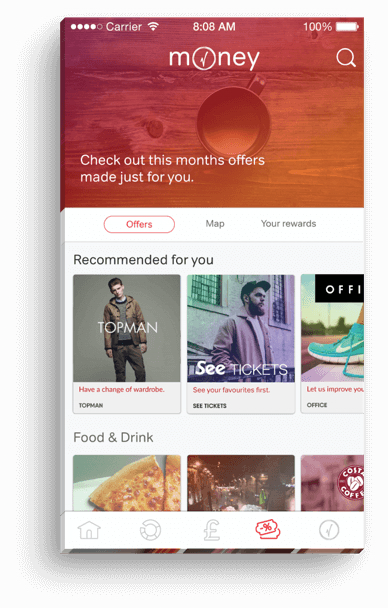 Carrier 8:08 AM 100%
money
Check out this months offers
made just for you.
Offers Map Your rewards
Recommended for you
TOPMAN
See TICKETS
OFFI
Have a change of wardrobe.
See your favourites first.
Let us improve you
TOPMAN
SEE TICKETS
OFFICE
Food & Drink
COSTA
COFFEE
£
-%